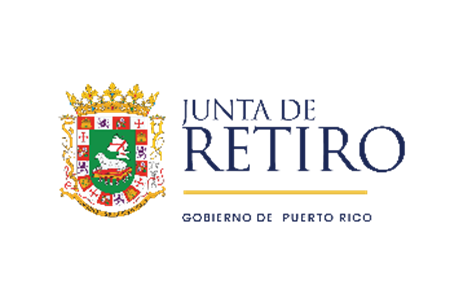 JUNTA DE
RETIRO
GOBIERNO DE PUERTO RICO